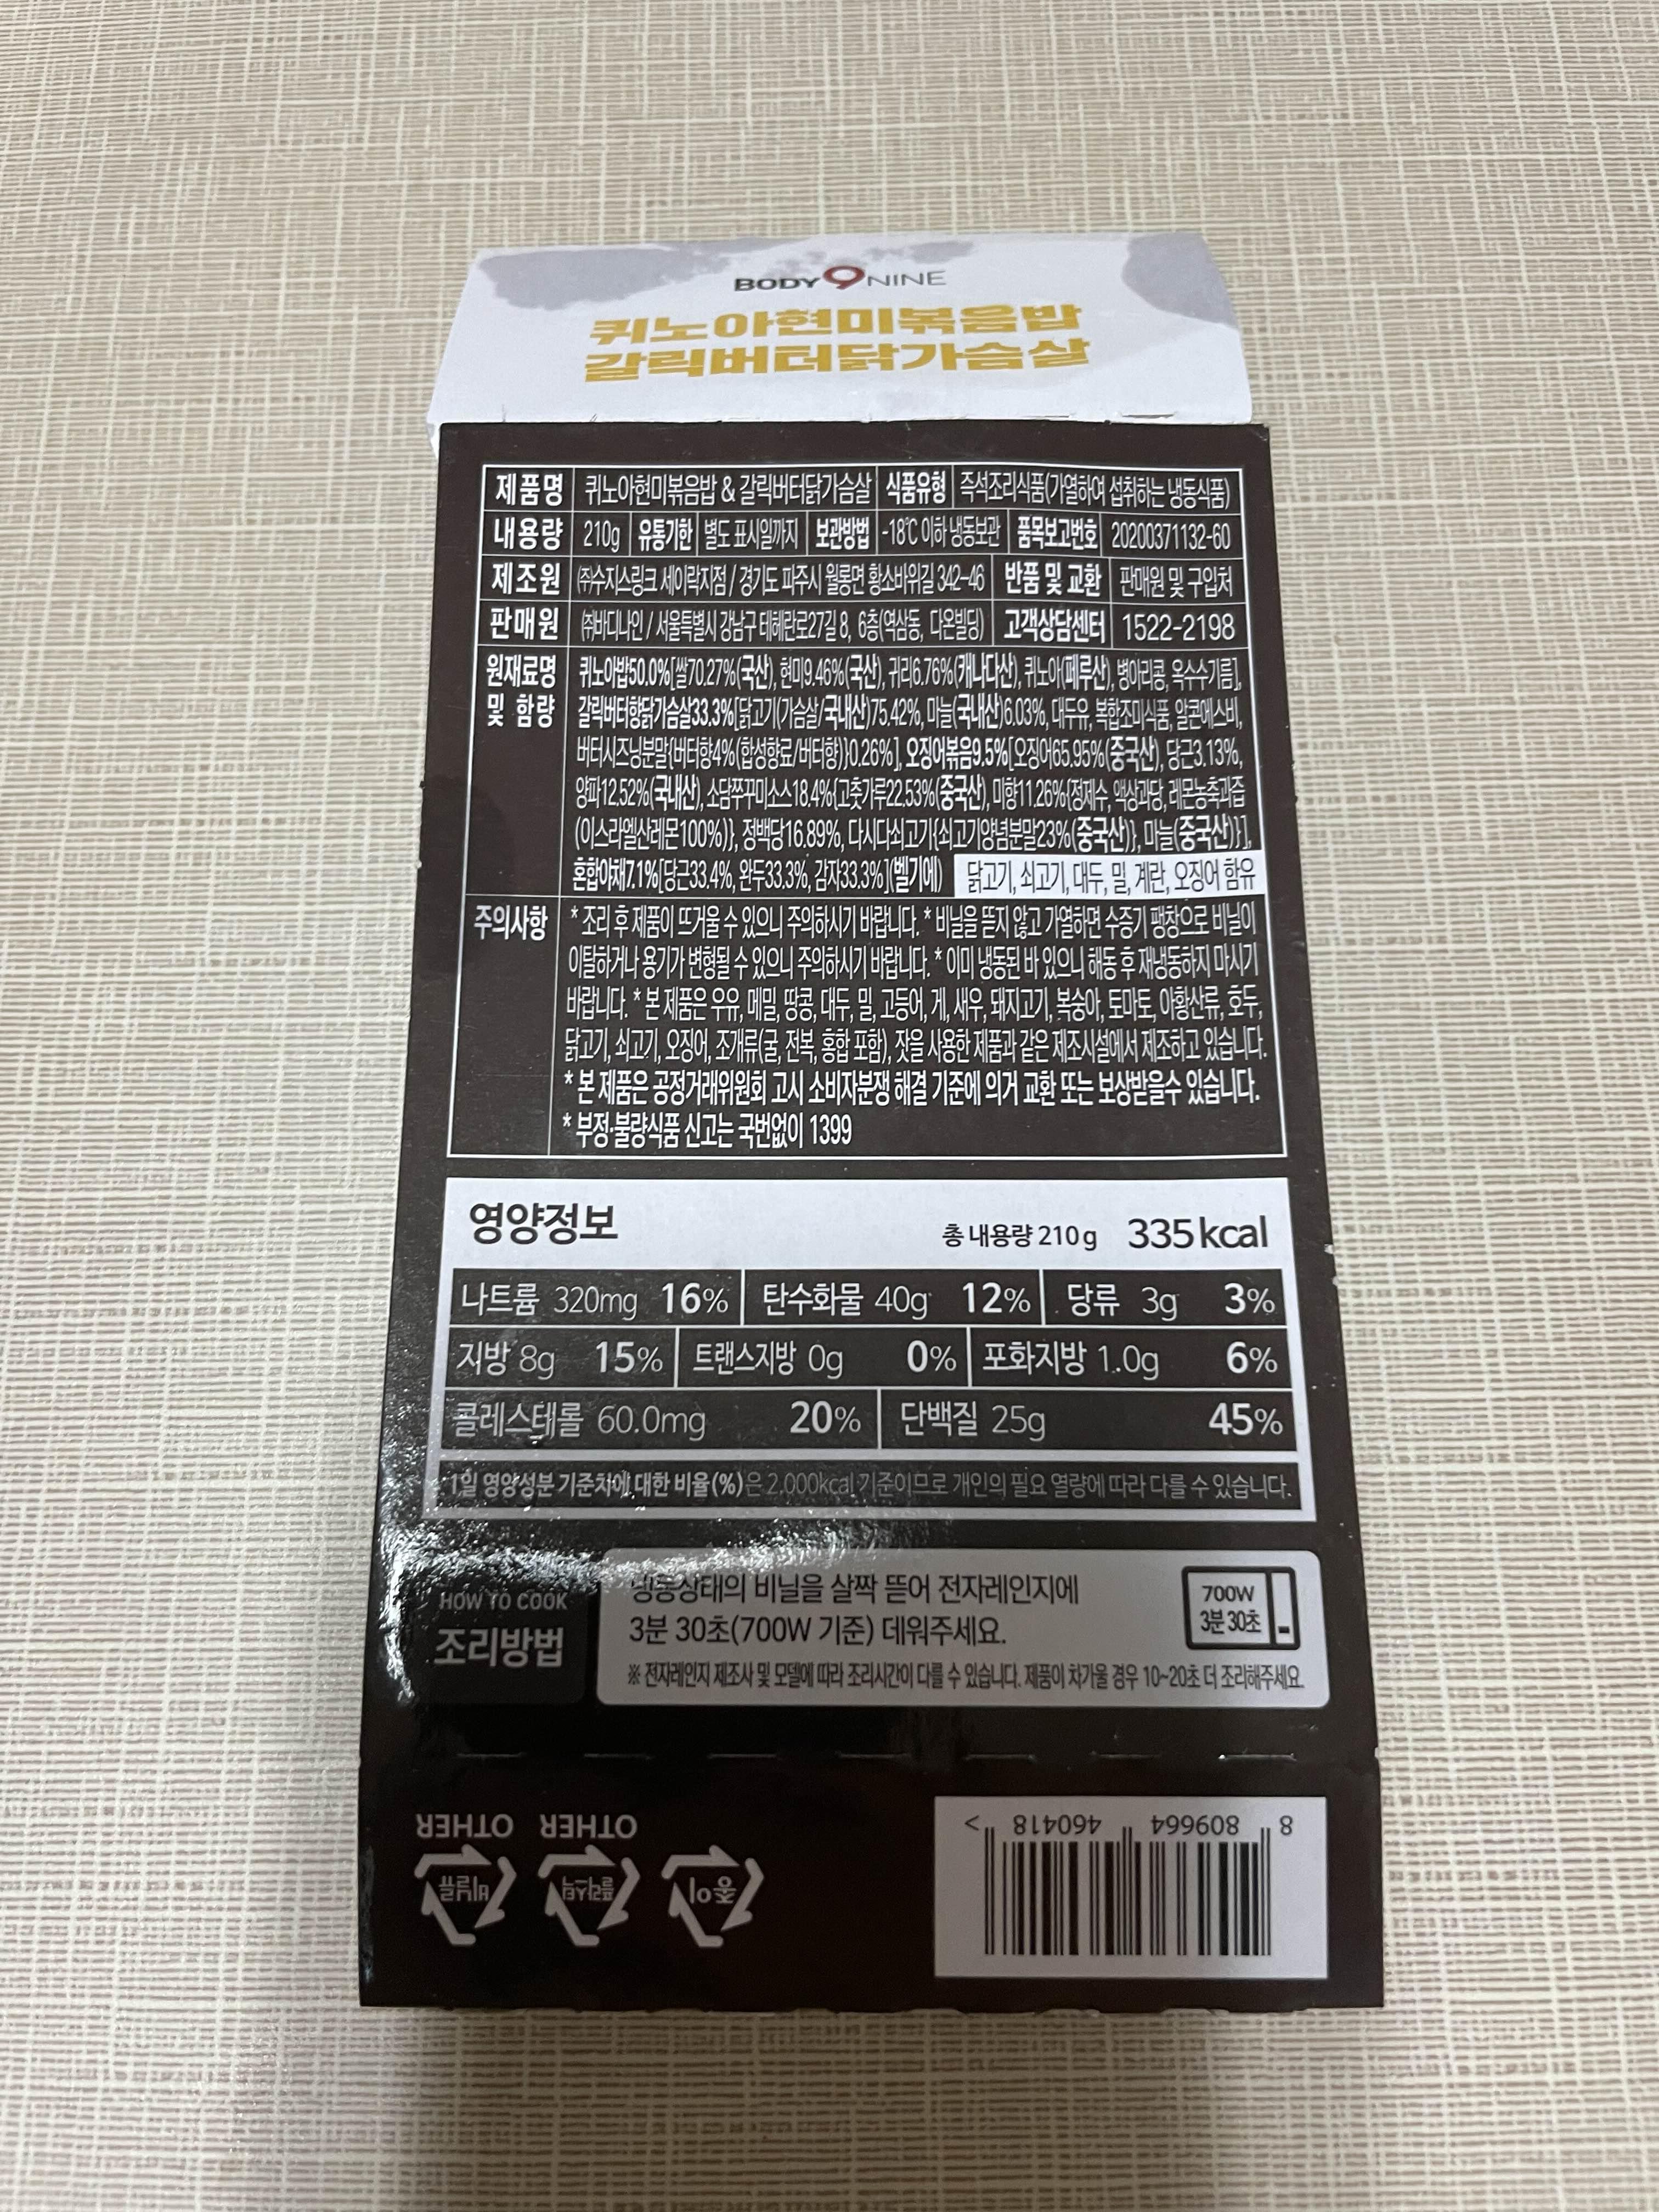 BODY 9 NINE
퀴노아현미볶음밥
갈릭버터닭가슴살
제품명 퀴노아현미볶음밥 & 갈릭버터닭가슴살 식품유형 즉석조리식품(가열하여 섭취하는 냉동식품)
내용량 210g 유통기한 별도 표시일까지 보관방법 -18℃ 이하 냉동보관 품목보고번호 20200371132-60
제조원 ㈜수지스링크 세이락지점 / 경기도 파주시 월롱면 황소바위길 342-46 반품 및 교환 판매원 및 구입처
판매원 ㈜바디나인 / 서울특별시 강남구 테헤란로27길 8, 6층(역삼동, 다온빌딩) 고객상담센터 1522-2198
원재료명 퀴노아밥50.0%[쌀70.27%(국산), 현미9.46%(국산), 귀리6.76%(캐나다산), 퀴노아(페루산), 병아리콩, 옥수수기름],
및 함량 갈릭버터향닭가슴살33.3%[닭고기(가슴살/국내산)75.42%, 마늘(국내산)6.03%, 대두유, 복합조미식품, 알콘에스비,
버터시즈닝분말{버터향4%(합성향료/버터향)}0.26%], 오징어볶음9.5%[오징어65.95%(중국산), 당근3.13%,
양파12.52%(국내산), 소담쭈꾸미소스18.4%{고춧가루22.53%(중국산), 미향11.26%{정제수, 액상과당, 레몬농축과즙
(이스라엘산레몬100%)}, 정백당16.89%, 다시다쇠고기{쇠고기양념분말23%(중국산)}, 마늘(중국산)}],
혼합야채7.1%[당근33.4%, 완두33.3%, 감자33.3%](벨기에) 닭고기, 쇠고기, 대두, 밀, 계란, 오징어 함유
주의사항 * 조리 후 제품이 뜨거울 수 있으니 주의하시기 바랍니다. * 비닐을 뜯지 않고 가열하면 수증기 팽창으로 비닐이
이탈하거나 용기가 변형될 수 있으니 주의하시기 바랍니다. * 이미 냉동된 바 있으니 해동 후 재냉동하지 마시기
바랍니다. * 본 제품은 우유, 메밀, 땅콩, 대두, 밀, 고등어, 게, 새우, 돼지고기, 복숭아, 토마토, 아황산류, 호두,
닭고기, 쇠고기, 오징어, 조개류(굴, 전복, 홍합 포함), 잣을 사용한 제품과 같은 제조시설에서 제조하고 있습니다.
* 본 제품은 공정거래위원회 고시 소비자분쟁 해결 기준에 의거 교환 또는 보상받을수 있습니다.
* 부정·불량식품 신고는 국번없이 1399
영양정보 총 내용량 210g 335kcal
나트륨 320mg 16% 탄수화물 40g 12% 당류 3g 3%
지방 8g 15% 트랜스지방 0g 0% 포화지방 1.0g 6%
콜레스테롤 60.0mg 20% 단백질 25g 45%
1일 영양성분 기준치에 대한 비율(%)은 2,000kcal 기준이므로 개인의 필요 열량에 따라 다를 수 있습니다.
HOW TO COOK
조리방법
냉동상태의 비닐을 살짝 뜯어 전자레인지에
3분 30초(700W 기준) 데워주세요.
700W
3분 30초
※ 전자레인지 제조사 및 모델에 따라 조리시간이 다를 수 있습니다. 제품이 차가울 경우 10~20초 더 조리해주세요.
종이
플라스틱
OTHER
비닐류
OTHER
8 809664 460418 >